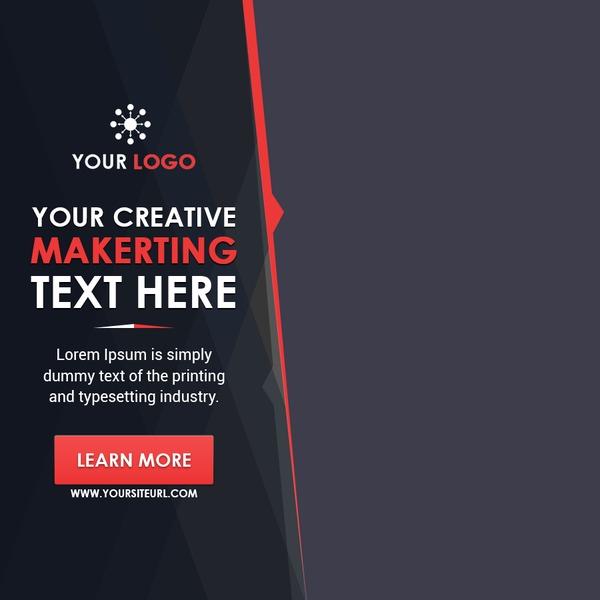 YOUR LOGO
YOUR CREATIVE
MAKERTING
TEXT HERE
Lorem Ipsum is simply
dummy text of the printing
and typesetting industry.
LEARN MORE
WWW.YOURSITEURL.COM